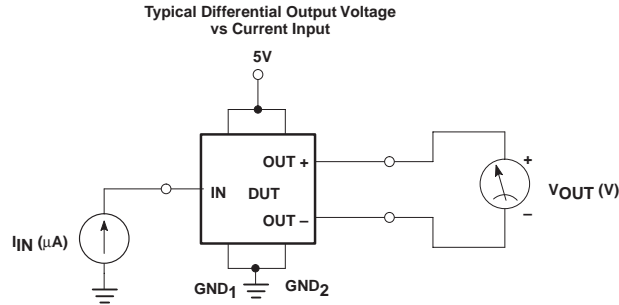 Typical Differential Output Voltage
vs Current Input
5V
OUT +
IN
DUT
OUT –
+
VOUT (V)
–
IIN (μA)
GND1
GND2